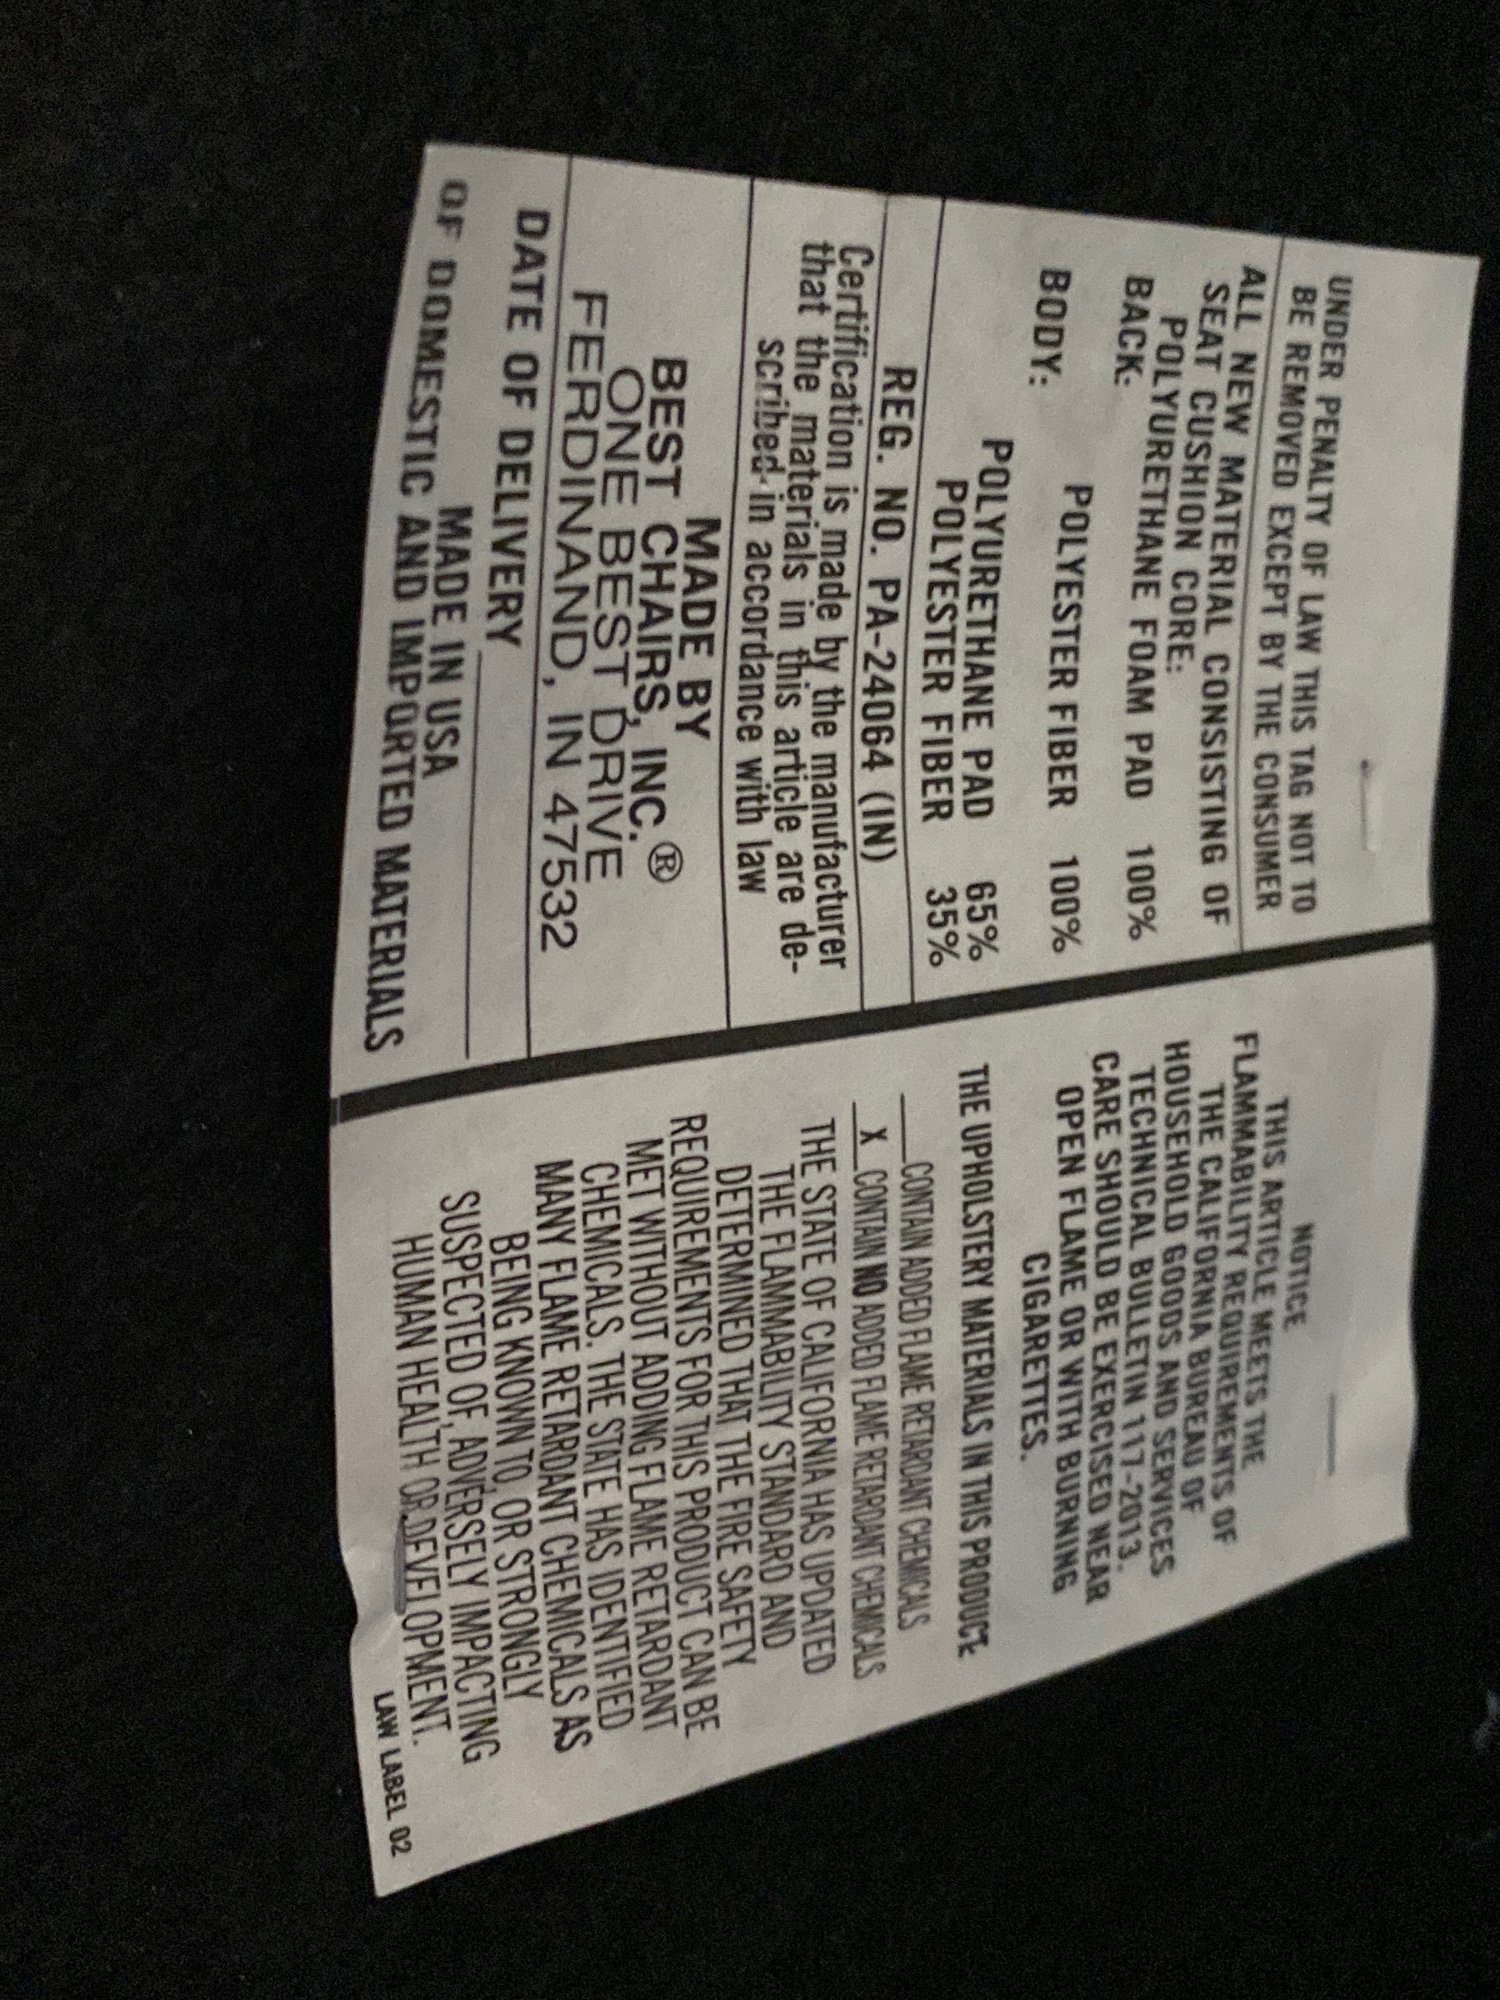 UNDER PENALTY OF LAW THIS TAG NOT TO
BE REMOVED EXCEPT BY THE CONSUMER
ALL NEW MATERIAL CONSISTING OF
SEAT CUSHION CORE:
POLYURETHANE FOAM PAD 100%
BACK:
POLYESTER FIBER 100%
BODY:
POLYURETHANE PAD 65%
POLYESTER FIBER 35%
REG. NO. PA-24064 (IN)
Certification is made by the manufacturer
that the materials in this article are de-
scribed in accordance with law
MADE BY
BEST CHAIRS, INC.®
ONE BEST DRIVE
FERDINAND, IN 47532
DATE OF DELIVERY
MADE IN USA
OF DOMESTIC AND IMPORTED MATERIALS
NOTICE
THIS ARTICLE MEETS THE
FLAMMABILITY REQUIREMENTS OF
THE CALIFORNIA BUREAU OF
HOUSEHOLD GOODS AND SERVICES
TECHNICAL BULLETIN 117-2013.
CARE SHOULD BE EXERCISED NEAR
OPEN FLAME OR WITH BURNING
CIGARETTES.
THE UPHOLSTERY MATERIALS IN THIS PRODUCT:
___CONTAIN ADDED FLAME RETARDANT CHEMICALS
_X_CONTAIN NO ADDED FLAME RETARDANT CHEMICALS
THE STATE OF CALIFORNIA HAS UPDATED
THE FLAMMABILITY STANDARD AND
DETERMINED THAT THE FIRE SAFETY
REQUIREMENTS FOR THIS PRODUCT CAN BE
MET WITHOUT ADDING FLAME RETARDANT
CHEMICALS. THE STATE HAS IDENTIFIED
MANY FLAME RETARDANT CHEMICALS AS
BEING KNOWN TO, OR STRONGLY
SUSPECTED OF, ADVERSELY IMPACTING
HUMAN HEALTH OR DEVELOPMENT.
LAW LABEL 02